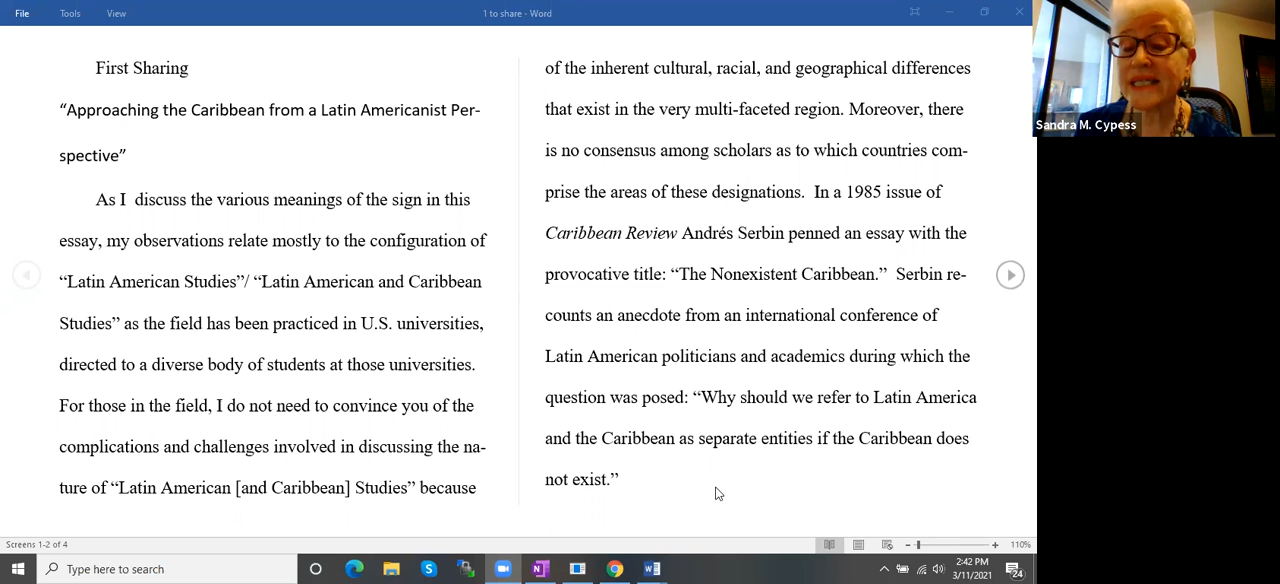 File
Tools
View
1 to share - Word
First Sharing
“Approaching the Caribbean from a Latin Americanist Per-
spective”
As I  discuss the various meanings of the sign in this
essay, my observations relate mostly to the configuration of
“Latin American Studies”/ “Latin American and Caribbean
Studies” as the field has been practiced in U.S. universities,
directed to a diverse body of students at those universities.
For those in the field, I do not need to convince you of the
complications and challenges involved in discussing the na-
ture of “Latin American [and Caribbean] Studies” because
of the inherent cultural, racial, and geographical differences
that exist in the very multi-faceted region. Moreover, there
is no consensus among scholars as to which countries com-
prise the areas of these designations.  In a 1985 issue of
Caribbean Review Andrés Serbin penned an essay with the
provocative title: “The Nonexistent Caribbean.”  Serbin re-
counts an anecdote from an international conference of
Latin American politicians and academics during which the
question was posed: “Why should we refer to Latin America
and the Caribbean as separate entities if the Caribbean does
not exist.”
Sandra M. Cypess
Screens 1-2 of 4
110%
Type here to search
2:42 PM
3/11/2021
24